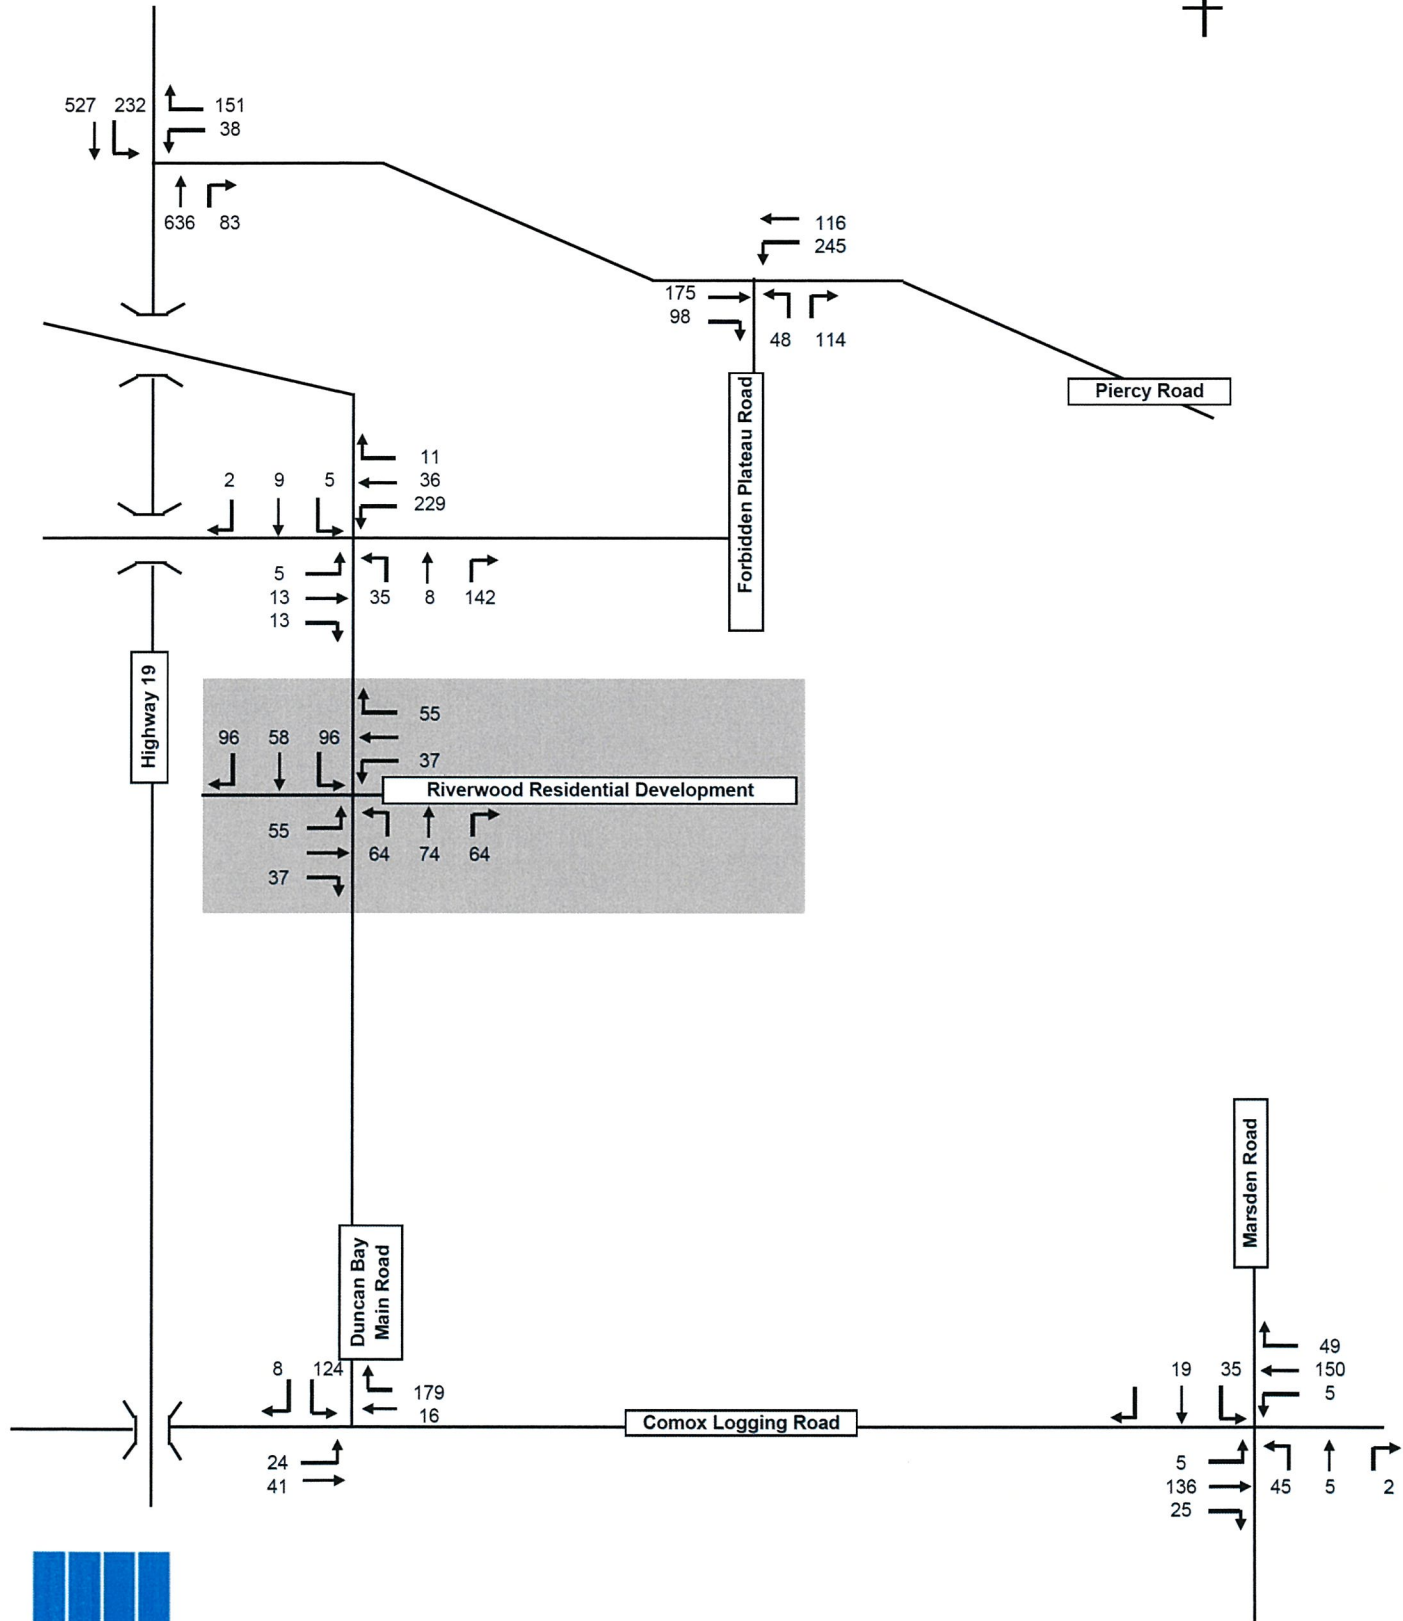 527 232 151
38
636 83
116
245
175
98
48 114
Piercy Road
Forbidden Plateau Road
11
2 9 5 36
229
5
13 35 8 142
13
Highway 19
55
96 58 96
37
Riverwood Residential Development
55
64 74 64
37
Marsden Road
Duncan Bay
Main Road
49
8 124 19 35 150
179 5
16
Comox Logging Road
24 5
41 136 45 5 2
25